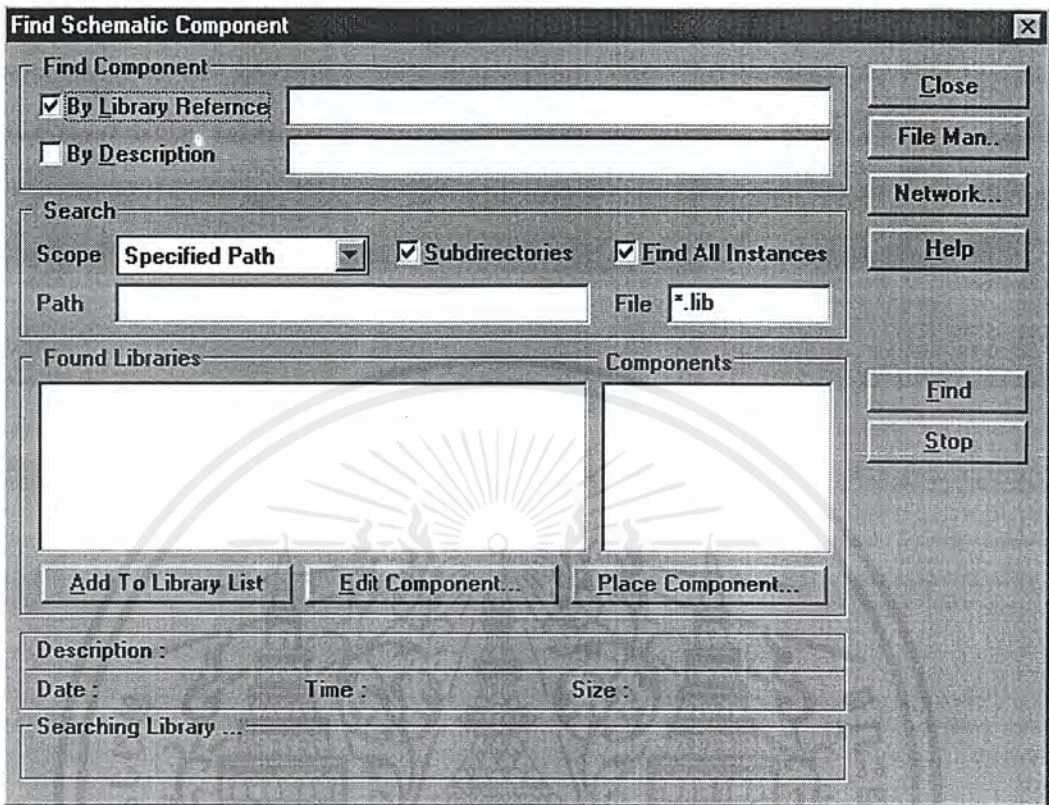 Find Schematic Component
Find Component
By Library Refernce
By Description
Search
Scope Specified Path Subdirectories Find All Instances
Path File *.lib
Found Libraries Components
Add To Library List Edit Component... Place Component...
Description :
Date : Time : Size :
Searching Library ...
Close
File Man..
Network...
Help
Find
Stop